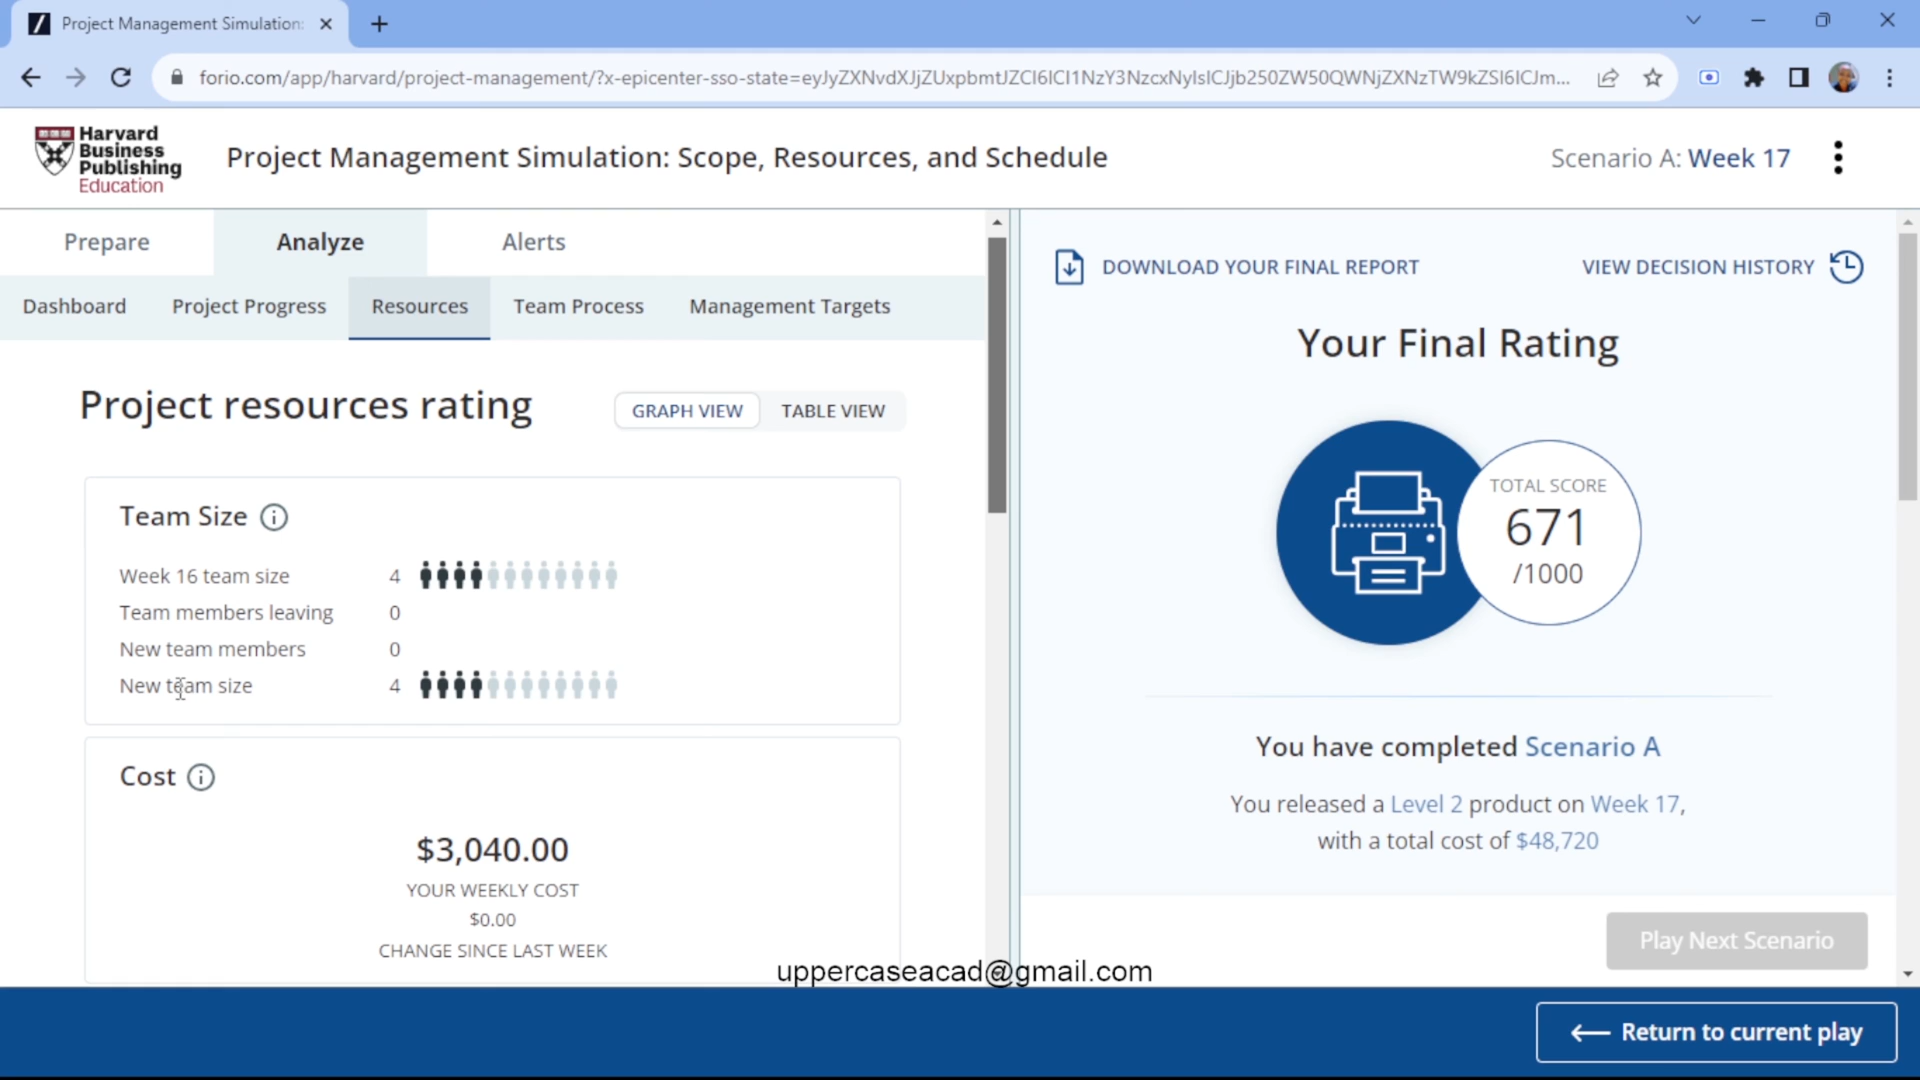 Project Management Simulation:
forio.com/app/harvard/project-management/?x-epicenter-sso-state=eyJyZXNvdXJjZUxpbmtJZCI6ICI1NzY3NzcxNyIsICJjb250ZW50QWNjZXNzTW9kZSI6ICJm...
Harvard
Business
Publishing
Education
Project Management Simulation: Scope, Resources, and Schedule
Scenario A: Week 17
Prepare
Analyze
Alerts
Dashboard
Project Progress
Resources
Team Process
Management Targets
Project resources rating
GRAPH VIEW
TABLE VIEW
Team Size
Week 16 team size 4
Team members leaving 0
New team members 0
New team size 4
Cost
$3,040.00
YOUR WEEKLY COST
$0.00
CHANGE SINCE LAST WEEK
DOWNLOAD YOUR FINAL REPORT
VIEW DECISION HISTORY
Your Final Rating
TOTAL SCORE
671
/1000
You have completed Scenario A
You released a Level 2 product on Week 17,
with a total cost of $48,720
Play Next Scenario
uppercaseacad@gmail.com
Return to current play